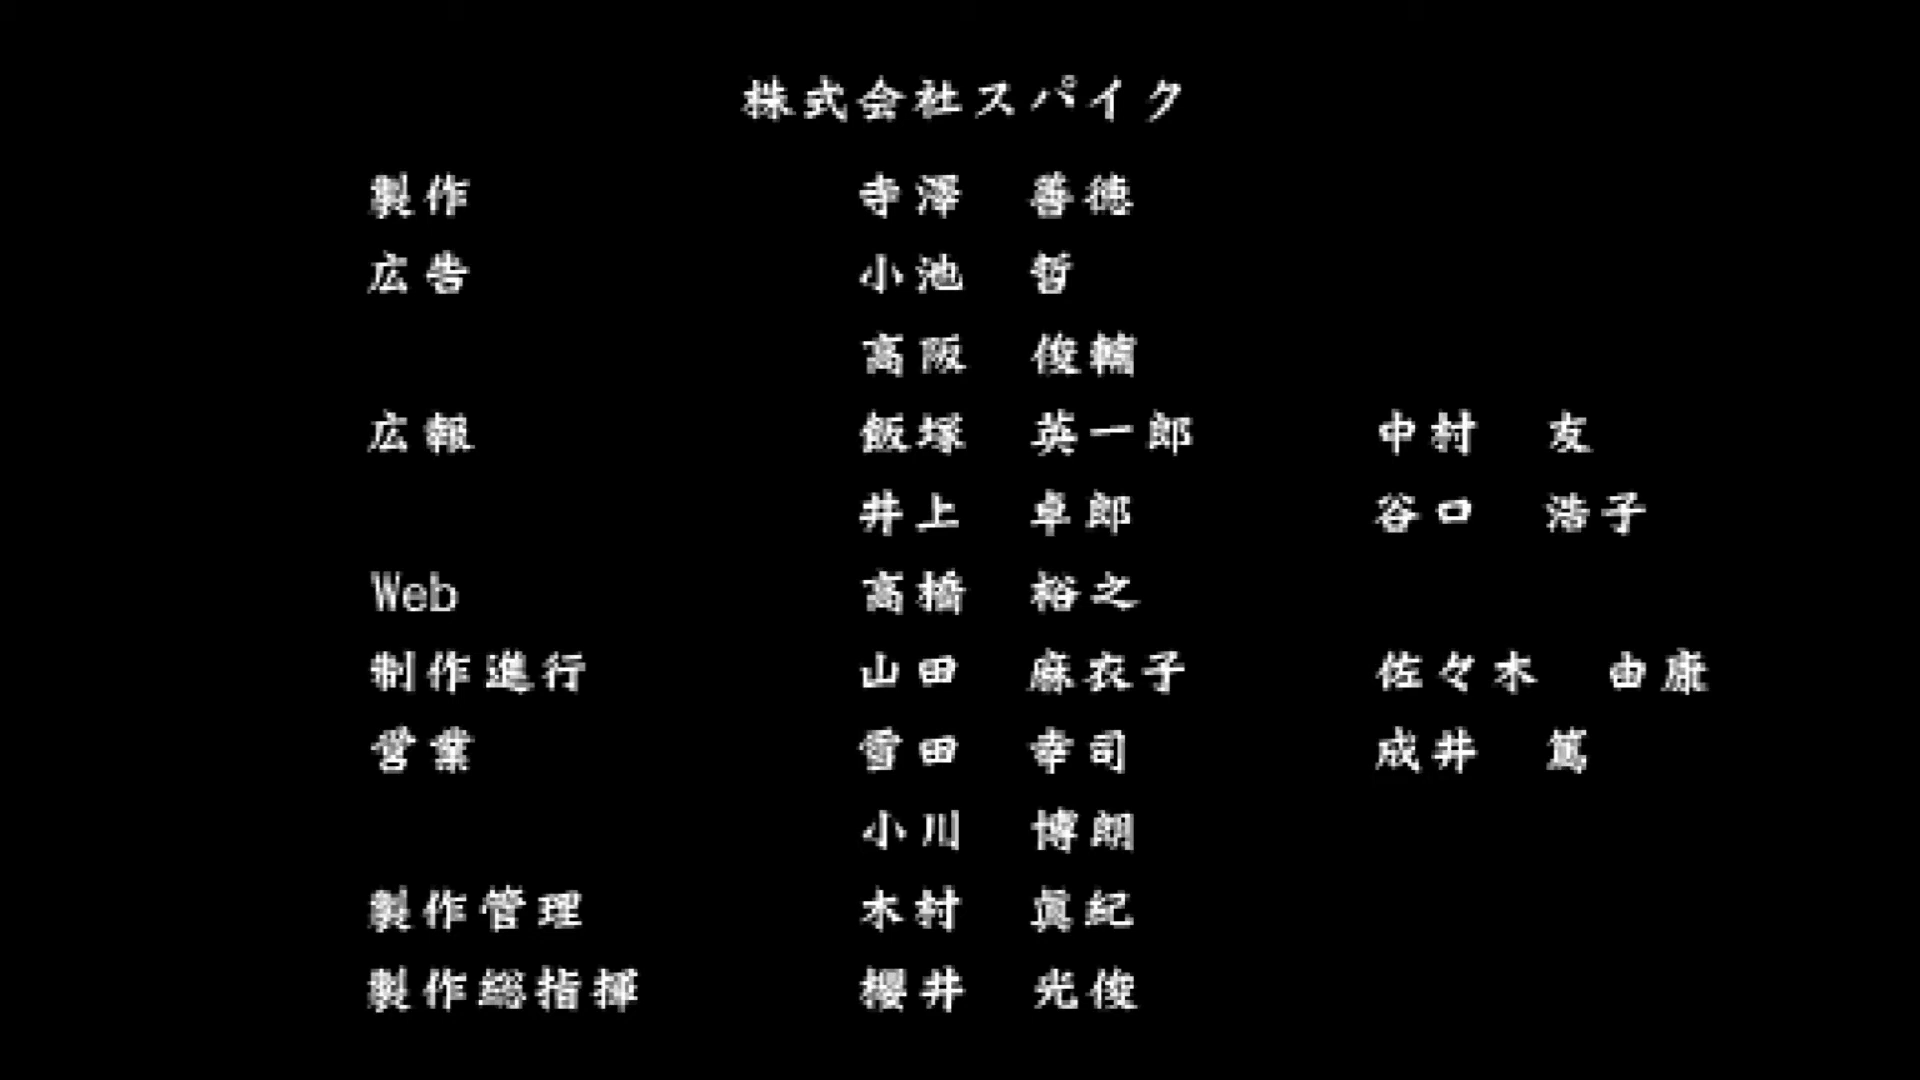 株式会社スパイク
製作 寺澤 善徳
広告 小池 哲
高阪 俊輔
広報 飯塚 英一郎 中村 友
井上 卓郎 谷口 浩子
Web 高橋 裕之
制作進行 山田 麻衣子 佐々木 由康
営業 雪田 幸司 成井 篤
小川 博朗
製作管理 木村 眞紀
製作総指揮 櫻井 光俊